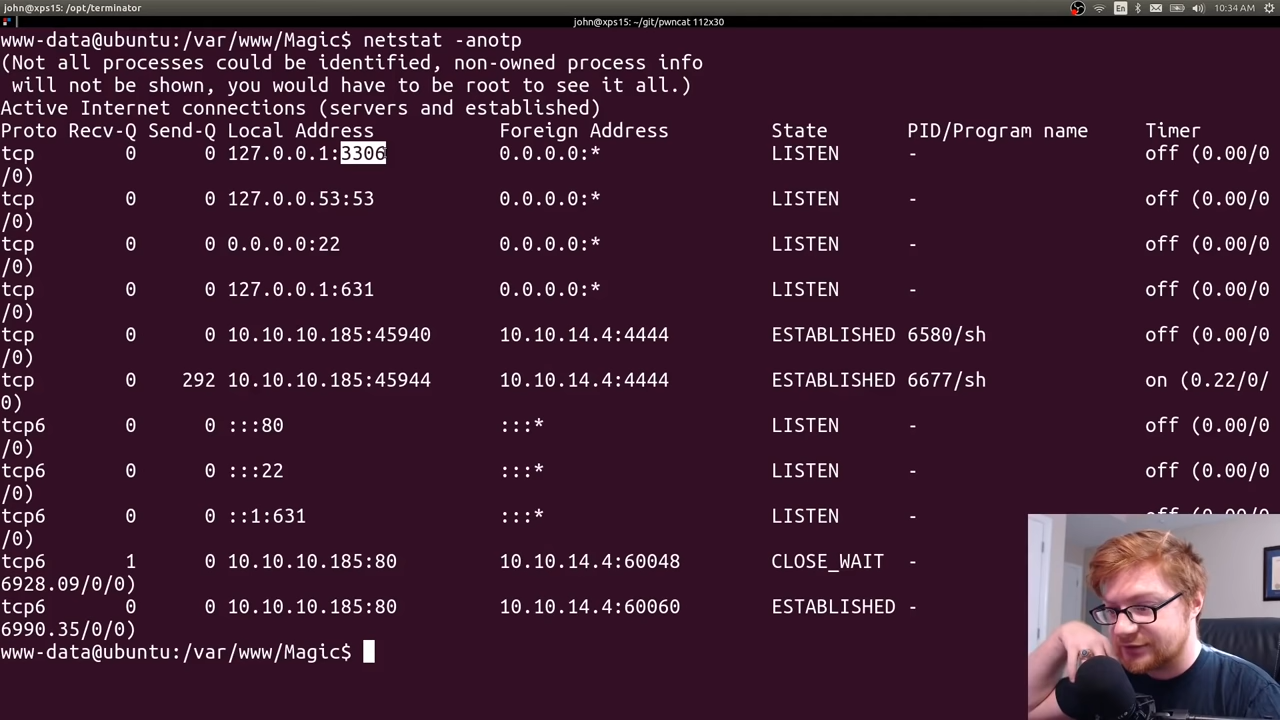 john@xps15: /opt/terminator
En
10:34 AM
john@xps15: ~/git/pwncat 112x30
www-data@ubuntu:/var/www/Magic$ netstat -anotp
(Not all processes could be identified, non-owned process info
 will not be shown, you would have to be root to see it all.)
Active Internet connections (servers and established)
Proto Recv-Q Send-Q Local Address           Foreign Address         State       PID/Program name     Timer
tcp        0      0 127.0.0.1:3306          0.0.0.0:*               LISTEN      -                    off (0.00/0
/0)
tcp        0      0 127.0.0.53:53           0.0.0.0:*               LISTEN      -                    off (0.00/0
/0)
tcp        0      0 0.0.0.0:22              0.0.0.0:*               LISTEN      -                    off (0.00/0
/0)
tcp        0      0 127.0.0.1:631           0.0.0.0:*               LISTEN      -                    off (0.00/0
/0)
tcp        0      0 10.10.10.185:45940      10.10.14.4:4444         ESTABLISHED 6580/sh              off (0.00/0
/0)
tcp        0    292 10.10.10.185:45944      10.10.14.4:4444         ESTABLISHED 6677/sh              on (0.22/0/
0)
tcp6       0      0 :::80                   :::*                    LISTEN      -                    off (0.00/0
/0)
tcp6       0      0 :::22                   :::*                    LISTEN      -                    off (0.00/0
/0)
tcp6       0      0 ::1:631                 :::*                    LISTEN      -
/0)
tcp6       1      0 10.10.10.185:80         10.10.14.4:60048        CLOSE_WAIT  -
6928.09/0/0)
tcp6       0      0 10.10.10.185:80         10.10.14.4:60060        ESTABLISHED -
6990.35/0/0)
www-data@ubuntu:/var/www/Magic$